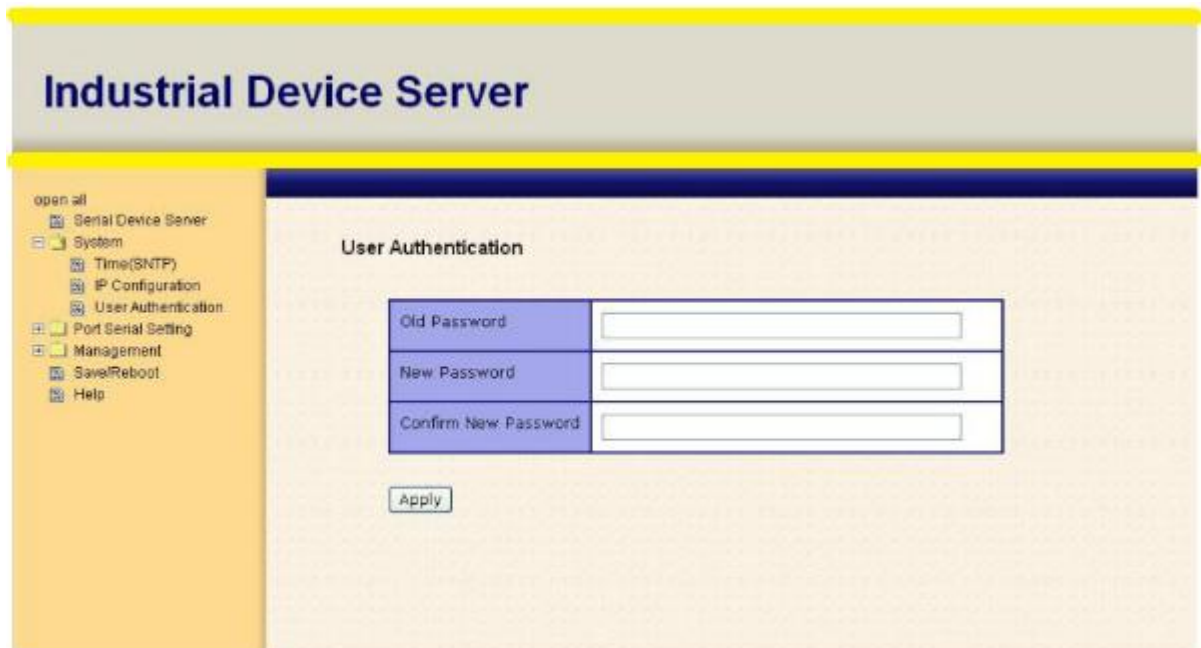 Industrial Device Server
open all
Serial Device Server
System
Time(SNTP)
IP Configuration
User Authentication
Port Serial Setting
Management
Save/Reboot
Help
User Authentication
Old Password
New Password
Confirm New Password
Apply